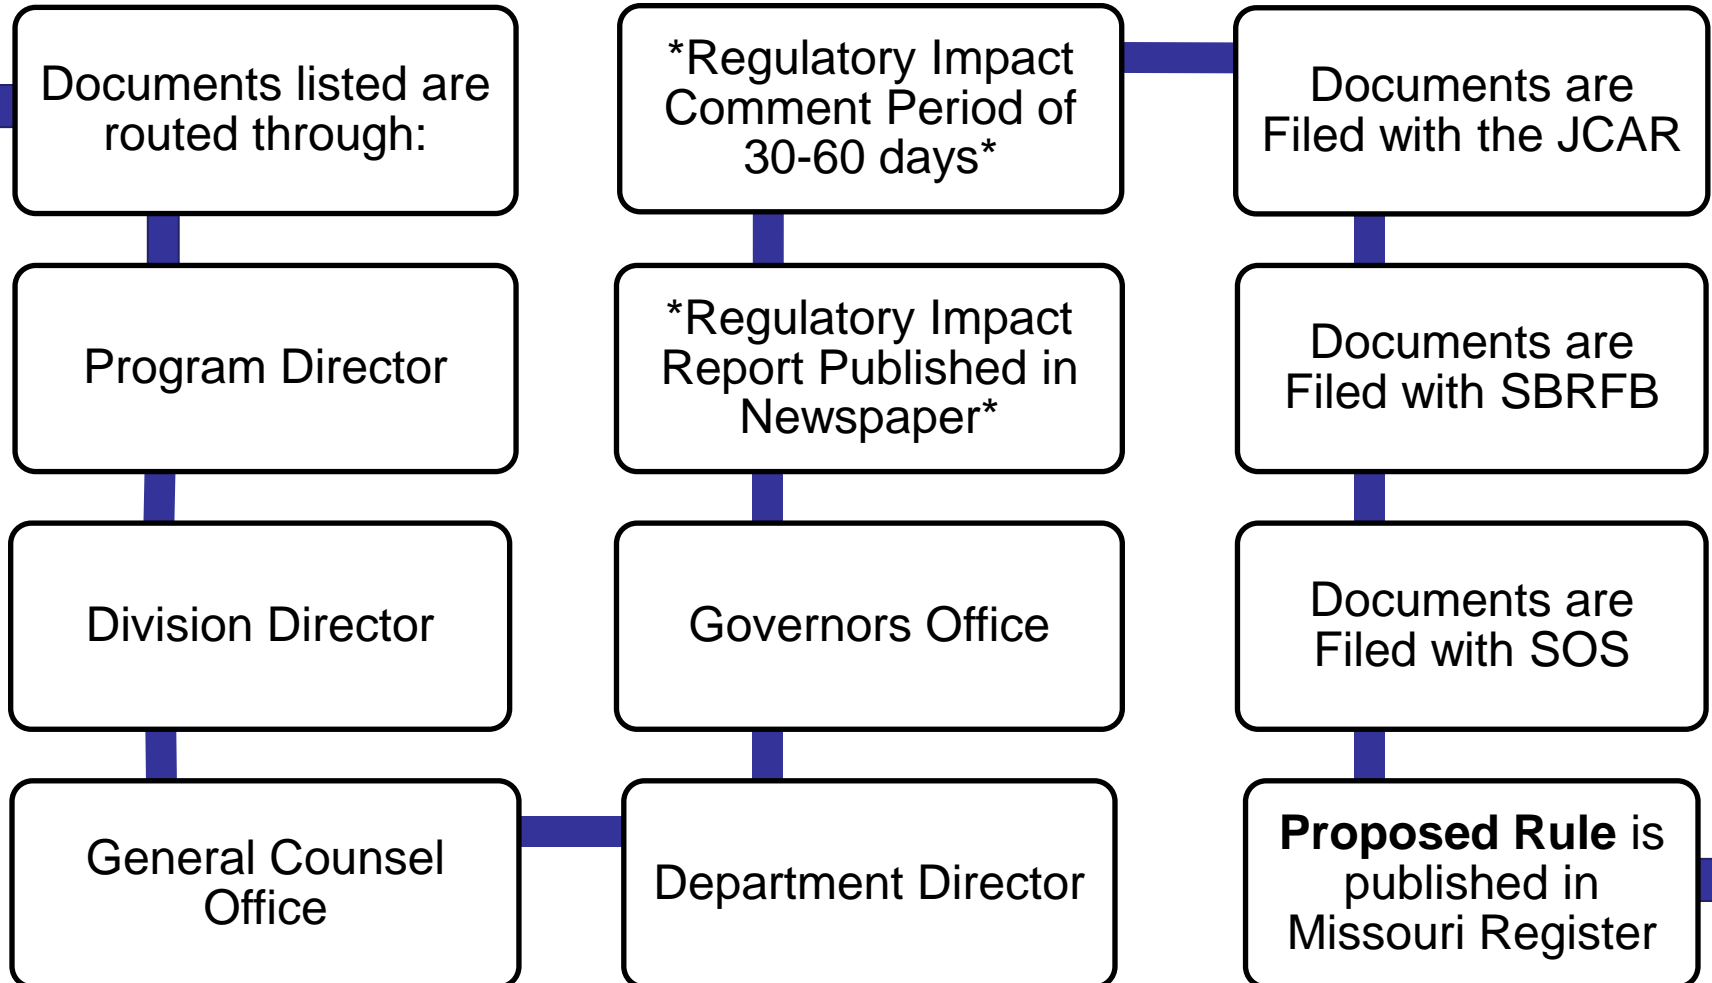 Documents listed are
routed through:
Program Director
Division Director
General Counsel
Office
Department Director
Governors Office
*Regulatory Impact
Report Published in
Newspaper*
*Regulatory Impact
Comment Period of
30-60 days*
Documents are
Filed with the JCAR
Documents are
Filed with SBRFB
Documents are
Filed with SOS
Proposed Rule is
published in
Missouri Register